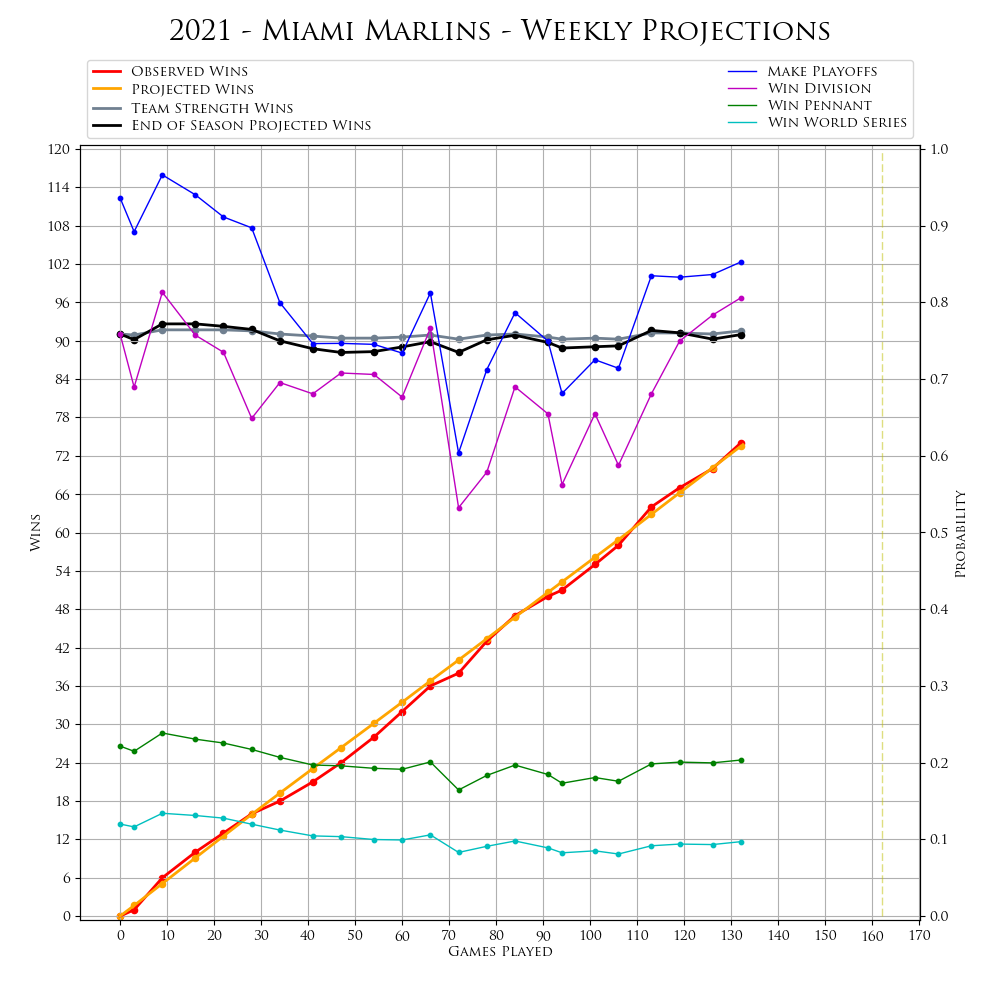 2021 - Miami Marlins - Weekly Projections
Observed Wins
Projected Wins
Team Strength Wins
End of Season Projected Wins
Make Playoffs
Win Division
Win Pennant
Win World Series
120
114
108
102
96
90
84
78
72
66
60
54
48
42
36
30
24
18
12
6
0
Wins
1.0
0.9
0.8
0.7
0.6
0.5
0.4
0.3
0.2
0.1
0.0
Probability
0 10 20 30 40 50 60 70 80 90 100 110 120 130 140 150 160 170
Games Played